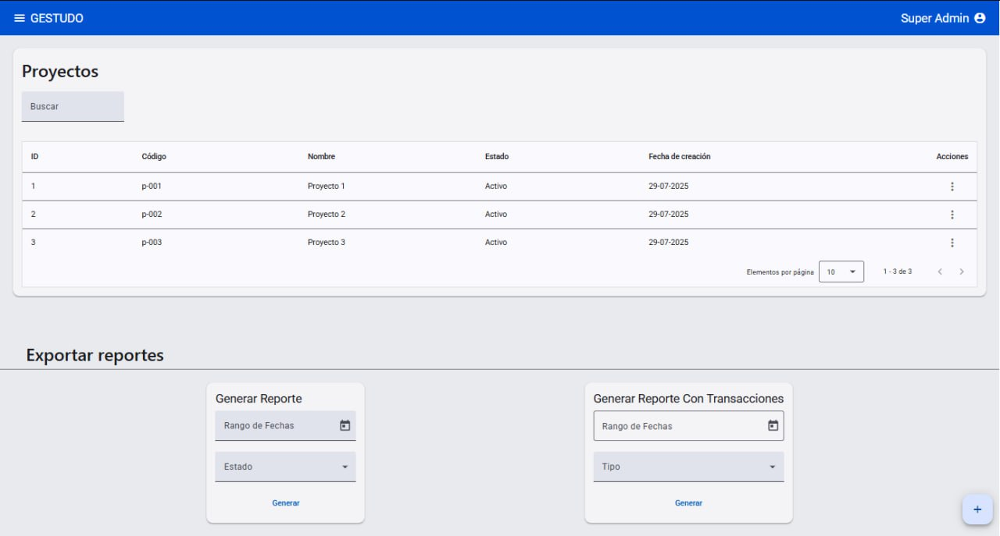 GESTUDO Super Admin
Proyectos
Buscar
ID Código Nombre Estado Fecha de creación Acciones
1 p-001 Proyecto 1 Activo 29-07-2025
2 p-002 Proyecto 2 Activo 29-07-2025
3 p-003 Proyecto 3 Activo 29-07-2025
Elementos por página 10 1 - 3 de 3
Exportar reportes
Generar Reporte
Rango de Fechas
Estado
Generar
Generar Reporte Con Transacciones
Rango de Fechas
Tipo
Generar
+